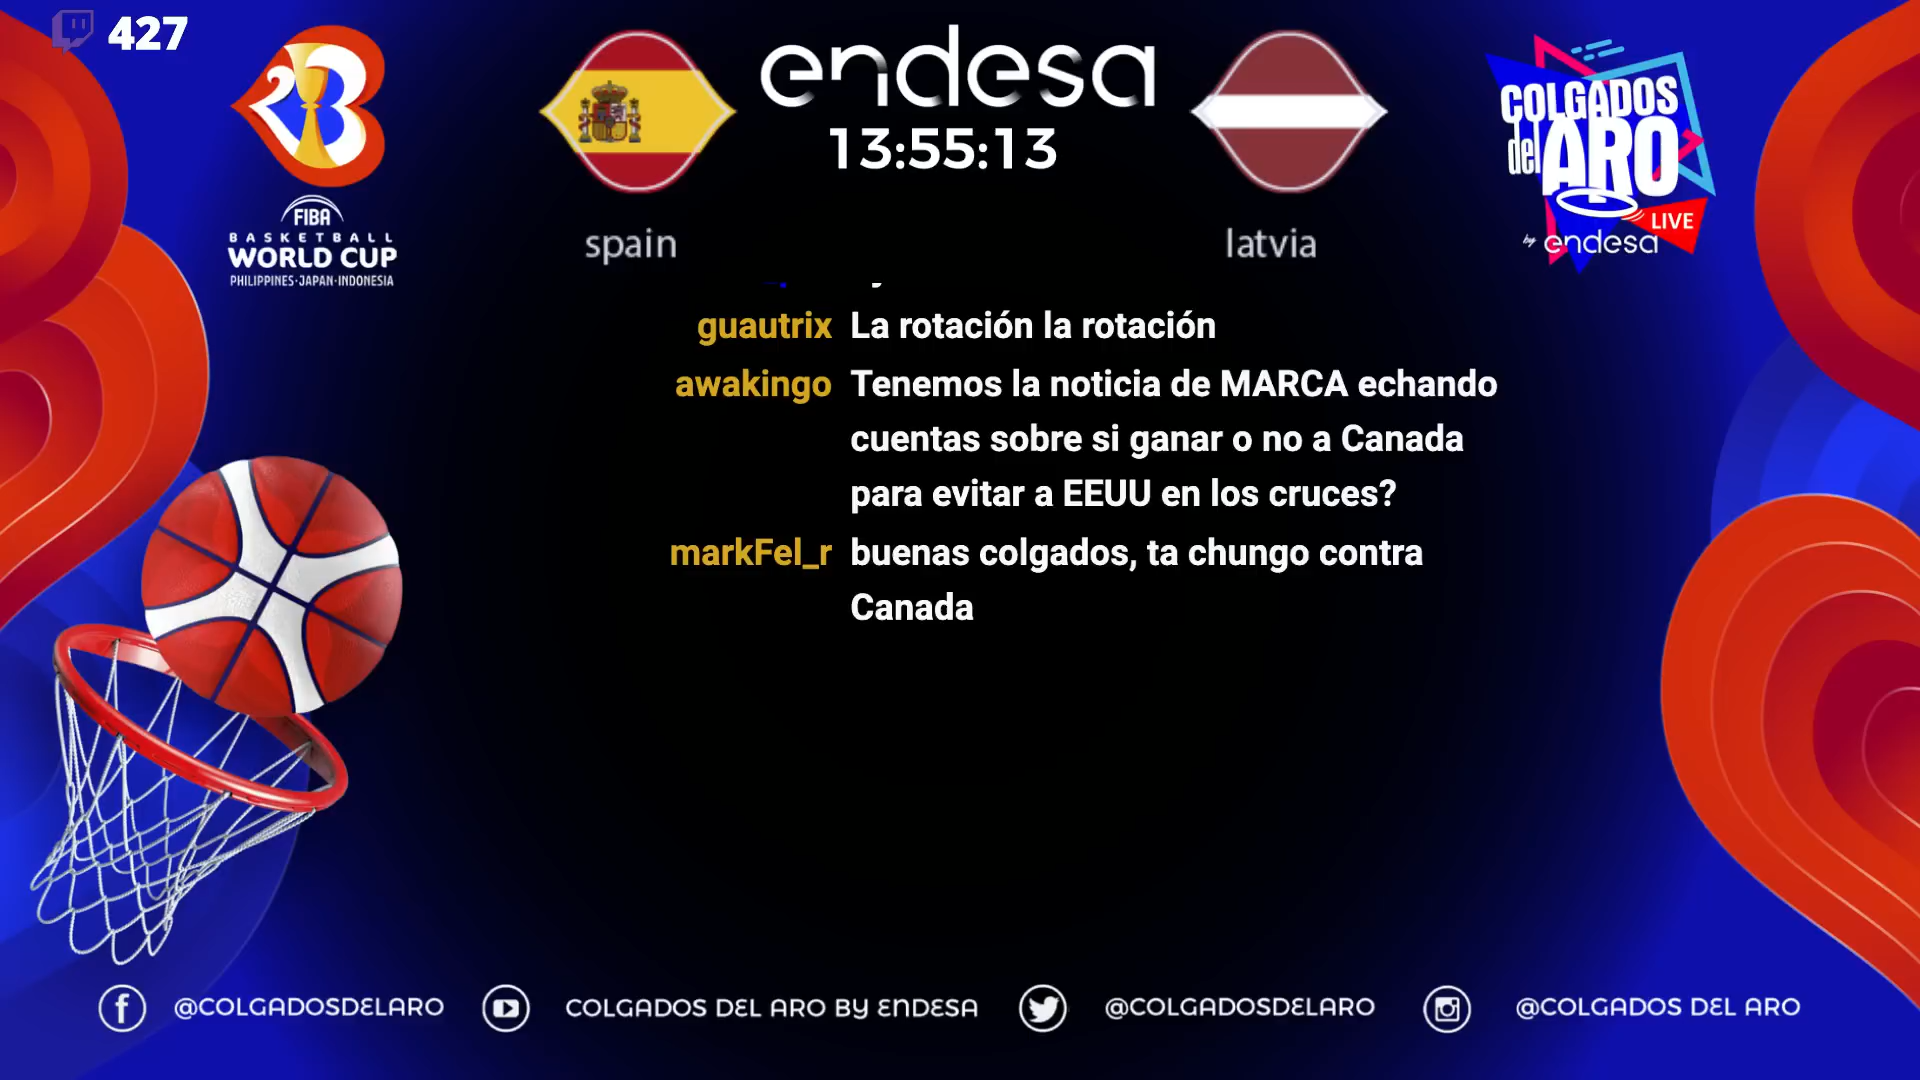 427
FIBA
BASKETBALL
WORLD CUP
PHILIPPINES·JAPAN·INDONESIA
spain
endesa
13:55:13
latvia
COLGADOS
del ARO
LIVE
by endesa
guautrix La rotación la rotación
awakingo Tenemos la noticia de MARCA echando
cuentas sobre si ganar o no a Canada
para evitar a EEUU en los cruces?
markFel_r buenas colgados, ta chungo contra
Canada
@COLGADOSDELARO COLGADOS DEL ARO BY ENDESA @COLGADOSDELARO @COLGADOS DEL ARO